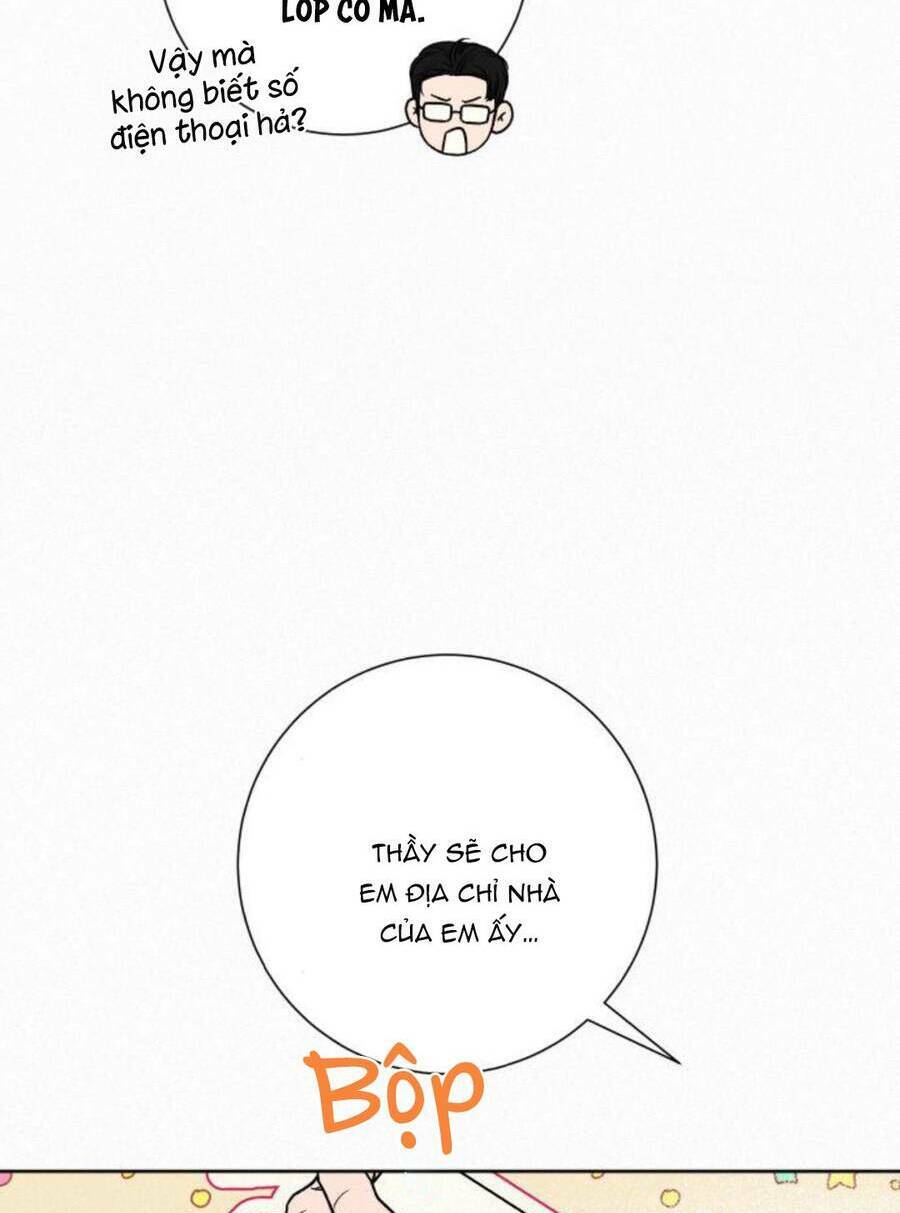 LỚP CƠ MÀ.
Vậy mà
không biết số
điện thoại hả?
THẦY SẼ CHO
EM ĐỊA CHỈ NHÀ
CỦA EM ẤY...
Bộp